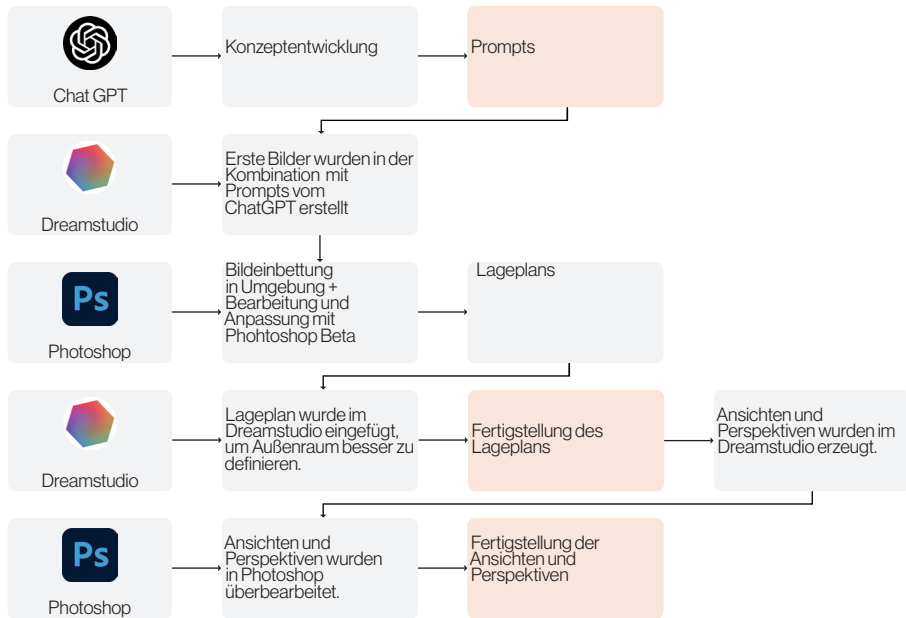 Chat GPT
Konzeptentwicklung
Prompts
Dreamstudio
Erste Bilder wurden in der
Kombination mit
Prompts vom
ChatGPT erstellt
Ps
Photoshop
Bildeinbettung
in Umgebung +
Bearbeitung und
Anpassung mit
Phohtoshop Beta
Lageplans
Dreamstudio
Lageplan wurde im
Dreamstudio eingefügt,
um Außenraum besser zu
definieren.
Fertigstellung des
Lageplans
Ansichten und
Perspektiven wurden im
Dreamstudio erzeugt.
Ps
Photoshop
Ansichten und
Perspektiven wurden
in Photoshop
überbearbeitet.
Fertigstellung der
Ansichten und
Perspektiven